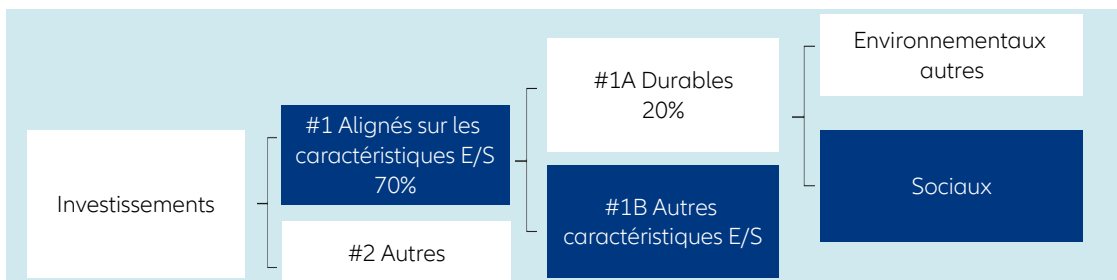 Investissements
#1 Alignés sur les
caractéristiques E/S
70%
#2 Autres
#1A Durables
20%
#1B Autres
caractéristiques E/S
Environnementaux
autres
Sociaux